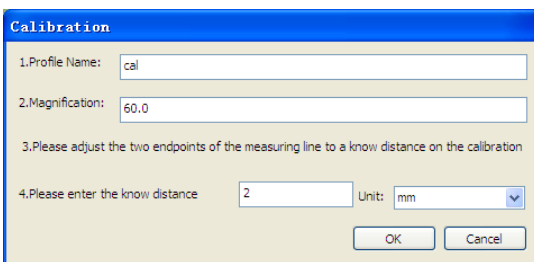 Calibration
1.Profile Name: cal
2.Magnification: 60.0
3.Please adjust the two endpoints of the measuring line to a know distance on the calibration
4.Please enter the know distance 2 Unit: mm
OK Cancel